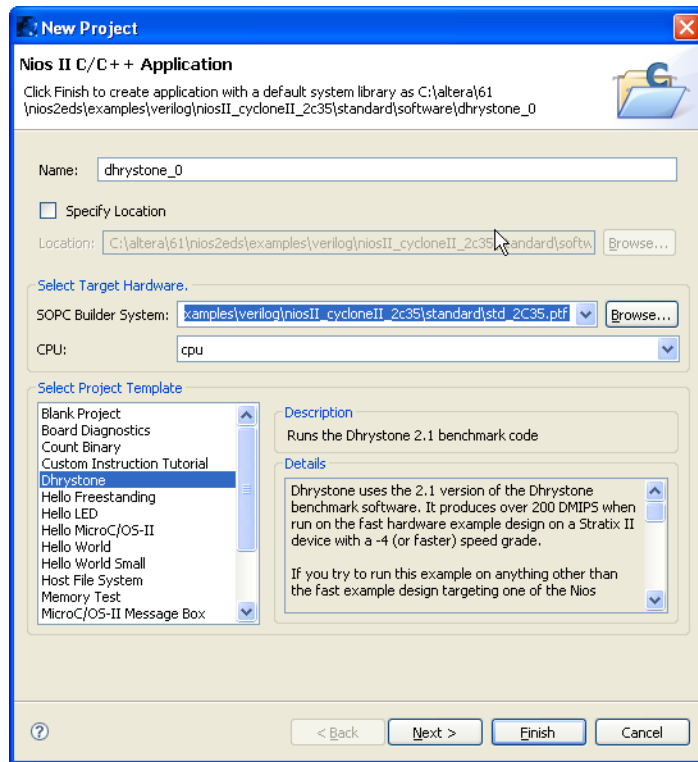 New Project
Nios II C/C++ Application
Click Finish to create application with a default system library as C:\altera\61
\nios2eds\examples\verilog\niosII_cycloneII_2c35\standard\software\dhrystone_0
Name: dhrystone_0
Specify Location
Location: C:\altera\61\nios2eds\examples\verilog\niosII_cycloneII_2c35\standard\softw Browse...
Select Target Hardware.
SOPC Builder System: xamples\verilog\niosII_cycloneII_2c35\standard\std_2C35.ptf Browse...
CPU: cpu
Select Project Template
Blank Project
Board Diagnostics
Count Binary
Custom Instruction Tutorial
Dhrystone
Hello Freestanding
Hello LED
Hello MicroC/OS-II
Hello World
Hello World Small
Host File System
Memory Test
MicroC/OS-II Message Box
Description
Runs the Dhrystone 2.1 benchmark code
Details
Dhrystone uses the 2.1 version of the Dhrystone
benchmark software. It produces over 200 DMIPS when
run on the fast hardware example design on a Stratix II
device with a -4 (or faster) speed grade.
If you try to run this example on anything other than
the fast example design targeting one of the Nios
< Back Next > Finish Cancel